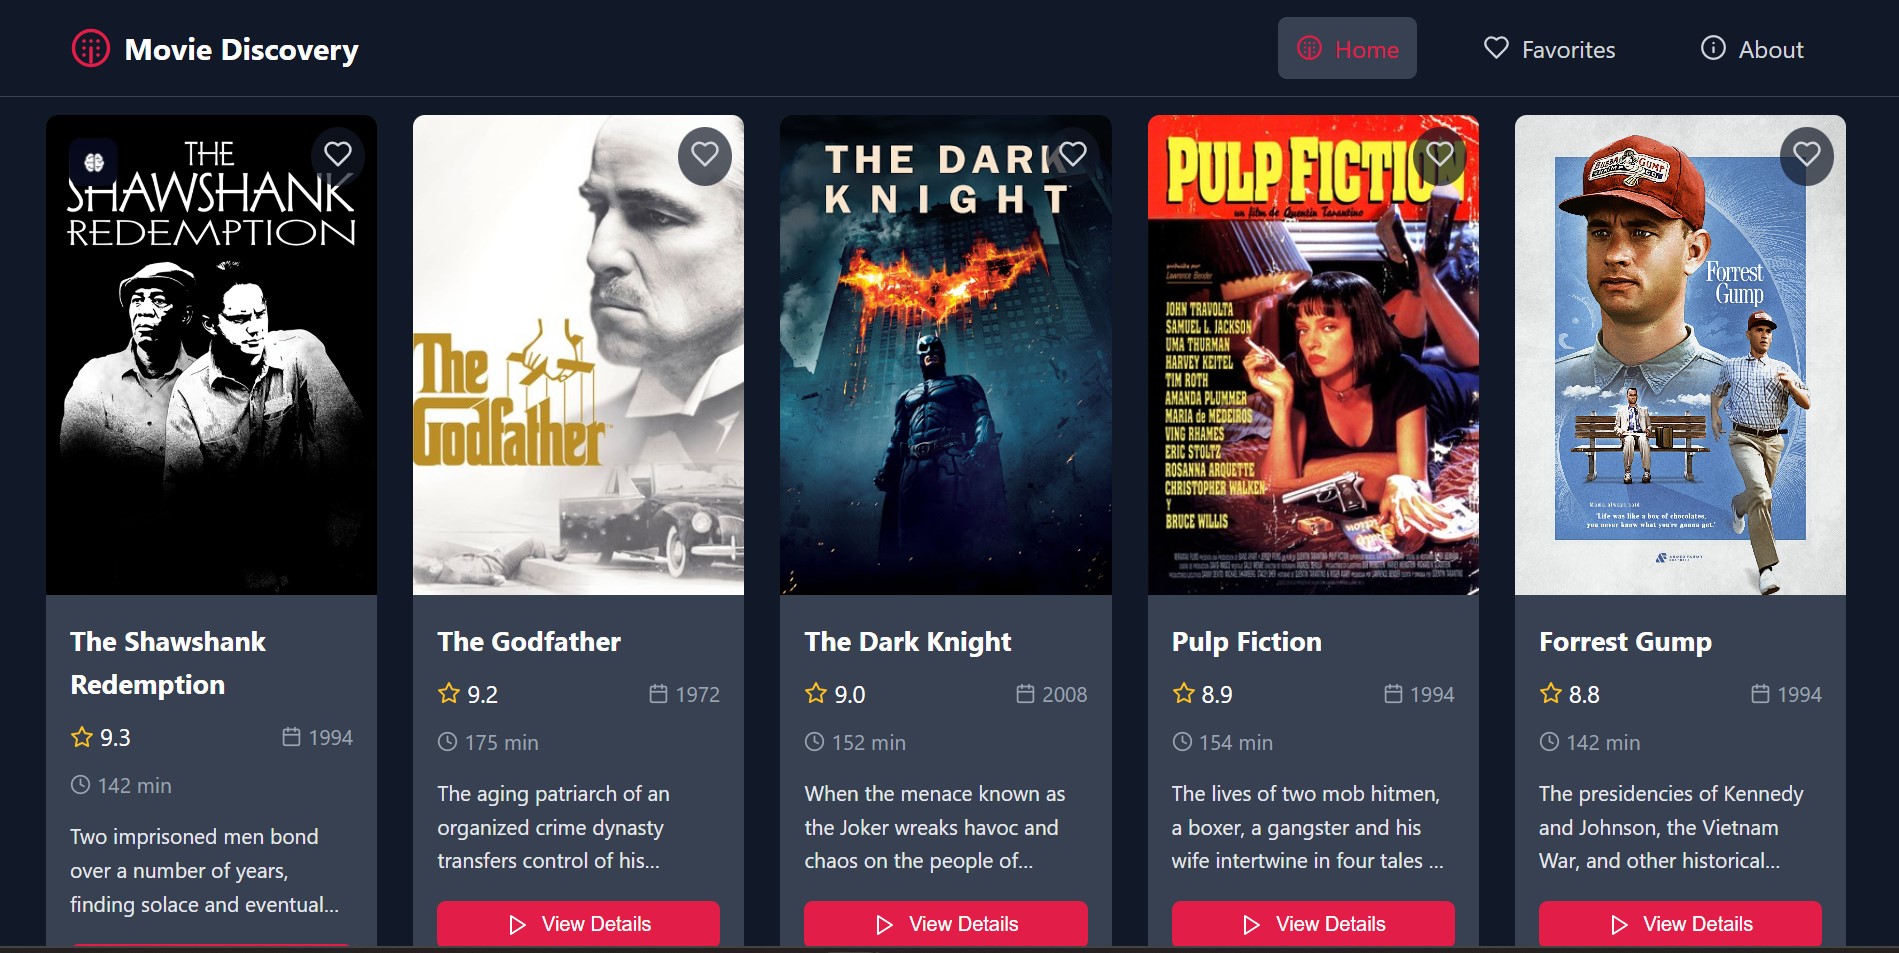 Movie Discovery
Home
Favorites
About
THE
SHAWSHANK
REDEMPTION
The Shawshank
Redemption
9.3
1994
142 min
Two imprisoned men bond
over a number of years,
finding solace and eventual...
The
Godfather
The Godfather
9.2
1972
175 min
The aging patriarch of an
organized crime dynasty
transfers control of his...
View Details
THE DARK
KNIGHT
The Dark Knight
9.0
2008
152 min
When the menace known as
the Joker wreaks havoc and
chaos on the people of...
View Details
PULP FICTIO
un film de Quentin Tarantino
Lawrence Bender
JOHN TRAVOLTA
SAMUEL L. JACKSON
UMA THURMAN
HARVEY KEITEL
TIM ROTH
AMANDA PLUMMER
MARIA de MEDEIROS
VING RHAMES
ERIC STOLTZ
ROSANNA ARQUETTE
CHRISTOPHER WALKEN
Y
BRUCE WILLIS
Pulp Fiction
8.9
1994
154 min
The lives of two mob hitmen,
a boxer, a gangster and his
wife intertwine in four tales ...
View Details
BUBBA GUMP
Forrest
Gump
'Life was like a box of chocolates,
you never know what you're gonna get.'
Forrest Gump
8.8
1994
142 min
The presidencies of Kennedy
and Johnson, the Vietnam
War, and other historical...
View Details